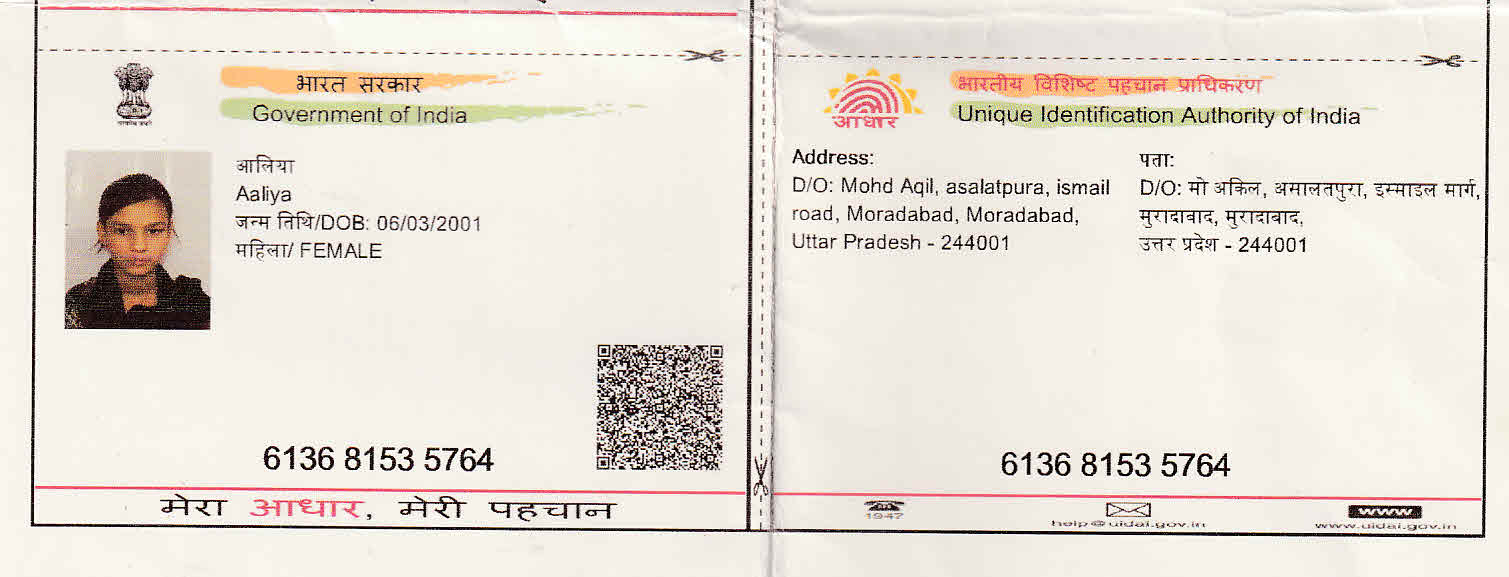 भारत सरकार
Government of India
आलिया
Aaliya
जन्म तिथि/DOB: 06/03/2001
महिला/ FEMALE
6136 8153 5764
मेरा आधार, मेरी पहचान
भारतीय विशिष्ट पहचान प्राधिकरण
आधार
Unique Identification Authority of India
Address:
D/O: Mohd Aqil, asalatpura, ismail
road, Moradabad, Moradabad,
Uttar Pradesh - 244001
पता:
D/O: मो अकिल, अमालतपुरा, इस्माइल मार्ग,
मुरादाबाद, मुरादाबाद,
उत्तर प्रदेश - 244001
6136 8153 5764
1947
help@uidai.gov.in
www
www.uidai.gov.in